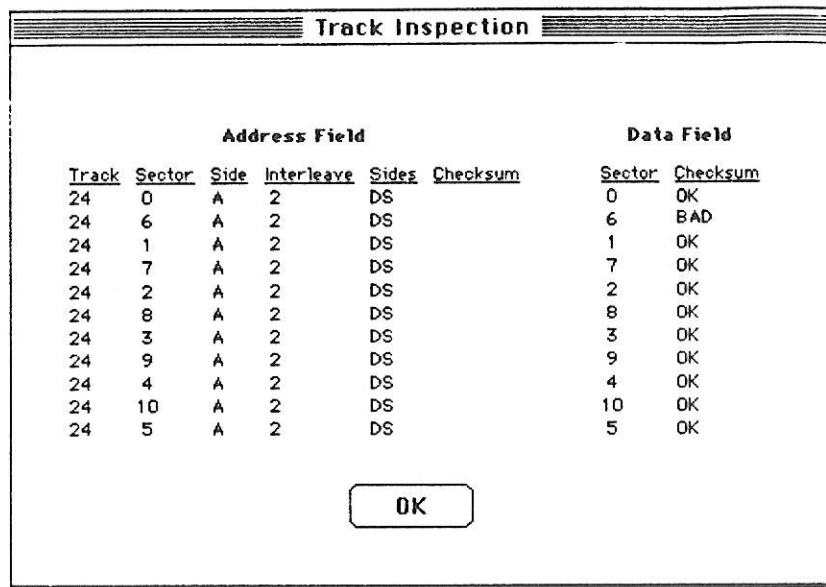 Track Inspection
Address Field Data Field
Track Sector Side Interleave Sides Checksum Sector Checksum
24 0 A 2 DS 0 OK
24 6 A 2 DS 6 BAD
24 1 A 2 DS 1 OK
24 7 A 2 DS 7 OK
24 2 A 2 DS 2 OK
24 8 A 2 DS 8 OK
24 3 A 2 DS 3 OK
24 9 A 2 DS 9 OK
24 4 A 2 DS 4 OK
24 10 A 2 DS 10 OK
24 5 A 2 DS 5 OK
OK